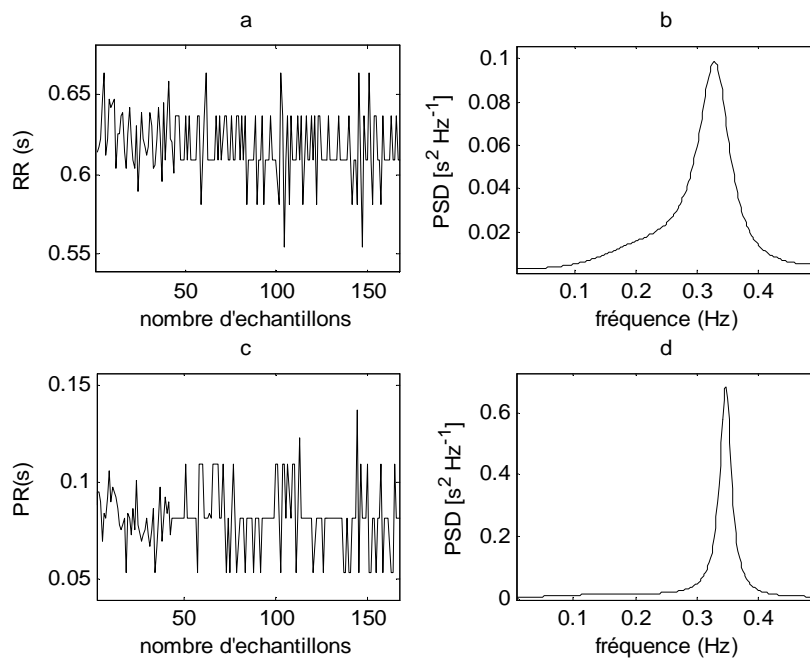 a
RR (s)
0.65
0.6
0.55
50 100 150
nombre d'echantillons
b
PSD [s² Hz⁻¹]
0.1
0.08
0.06
0.04
0.02
0.1 0.2 0.3 0.4
fréquence (Hz)
c
PR(s)
0.15
0.1
0.05
50 100 150
nombre d'echantillons
d
PSD [s² Hz⁻¹]
0.6
0.4
0.2
0
0.1 0.2 0.3 0.4
fréquence (Hz)